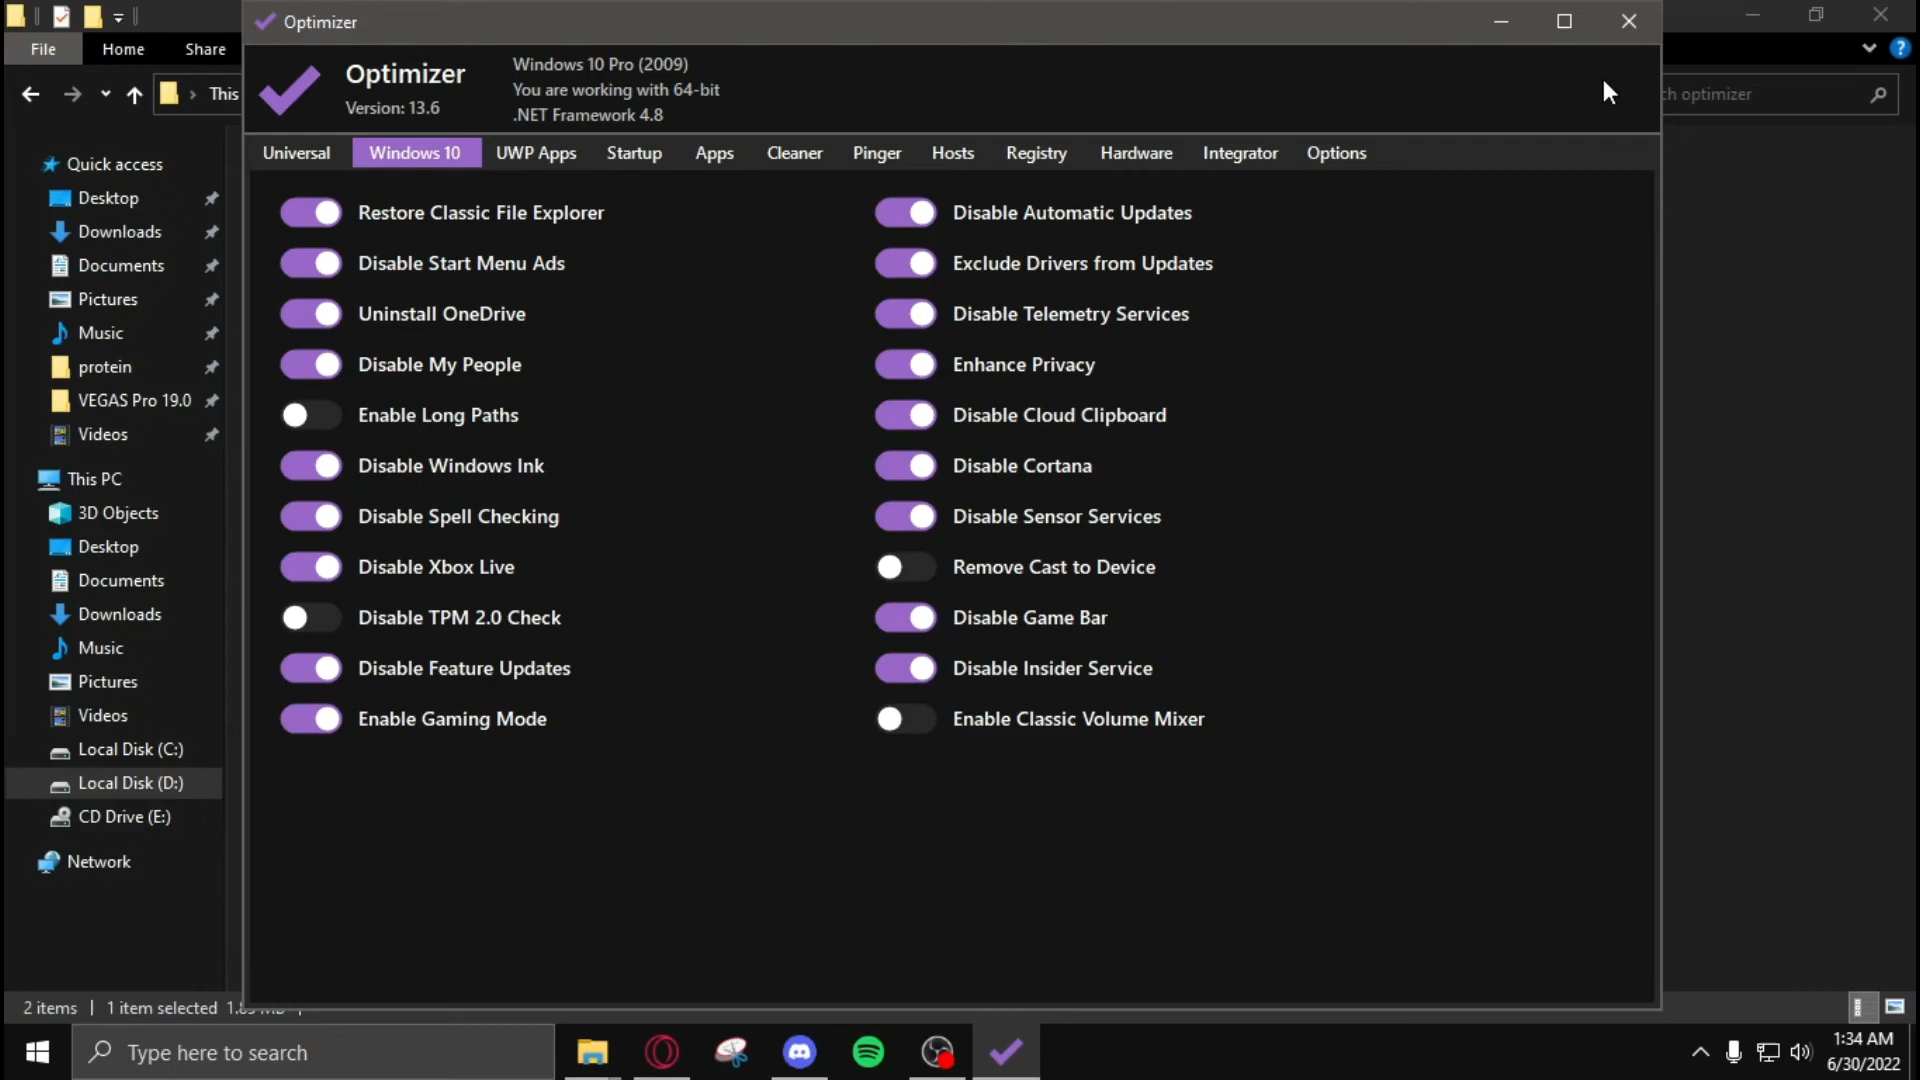 Optimizer
File
Home
Share
This
ch optimizer
Optimizer
Version: 13.6
Windows 10 Pro (2009)
You are working with 64-bit
.NET Framework 4.8
Universal
Windows 10
UWP Apps
Startup
Apps
Cleaner
Pinger
Hosts
Registry
Hardware
Integrator
Options
Quick access
Desktop
Downloads
Documents
Pictures
Music
protein
VEGAS Pro 19.0
Videos
This PC
3D Objects
Desktop
Documents
Downloads
Music
Pictures
Videos
Local Disk (C:)
Local Disk (D:)
CD Drive (E:)
Network
Restore Classic File Explorer
Disable Start Menu Ads
Uninstall OneDrive
Disable My People
Enable Long Paths
Disable Windows Ink
Disable Spell Checking
Disable Xbox Live
Disable TPM 2.0 Check
Disable Feature Updates
Enable Gaming Mode
Disable Automatic Updates
Exclude Drivers from Updates
Disable Telemetry Services
Enhance Privacy
Disable Cloud Clipboard
Disable Cortana
Disable Sensor Services
Remove Cast to Device
Disable Game Bar
Disable Insider Service
Enable Classic Volume Mixer
2 items
1 item selected
Type here to search
1:34 AM
6/30/2022